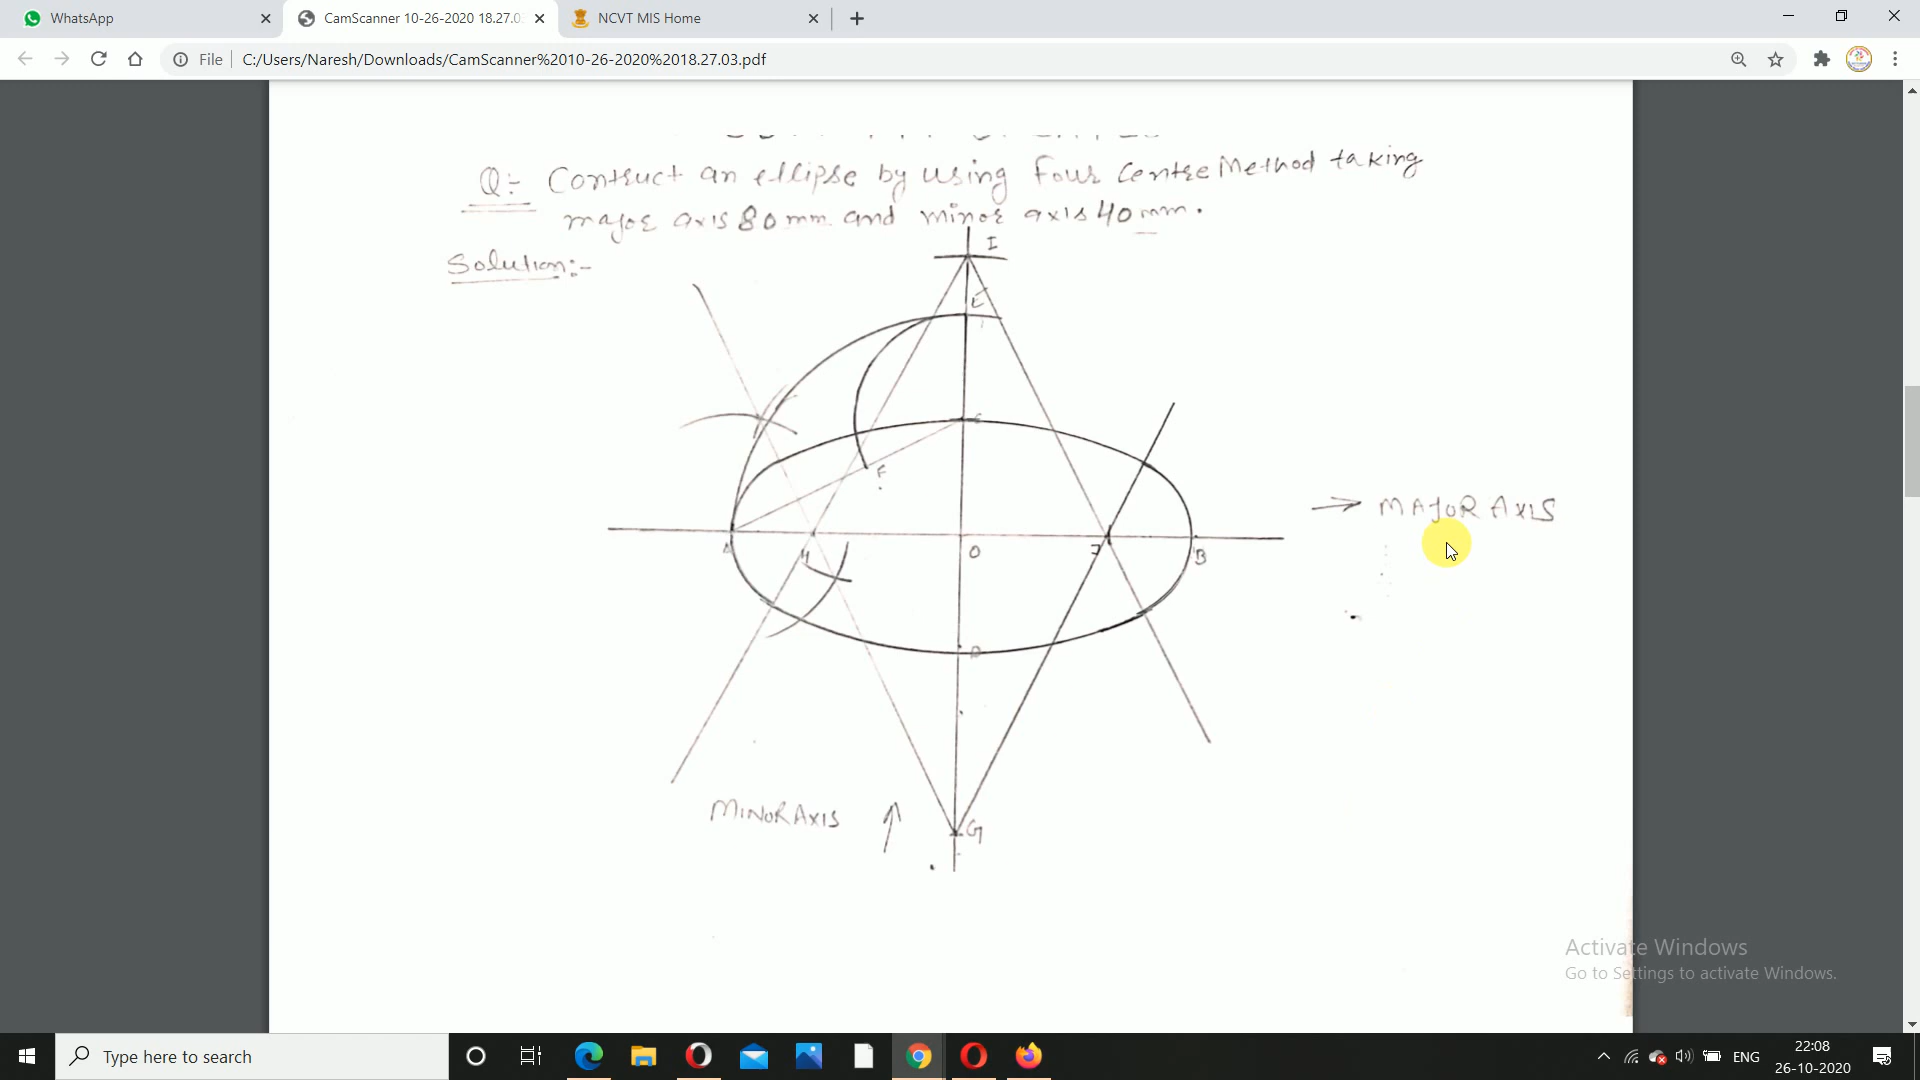 WhatsApp
CamScanner 10-26-2020 18.27.0
NCVT MIS Home
File
C:/Users/Naresh/Downloads/CamScanner%2010-26-2020%2018.27.03.pdf
Q:- Contruct an ellipse by using Four Centre Method taking
major axis 80 mm and minor axis 40 mm.
Solution:-
I
E
C
F
→ MAJOR AXIS
A
H
O
J
B
D
MINOR AXIS ↑
G
Activate Windows
Go to Settings to activate Windows.
Type here to search
ENG
22:08
26-10-2020